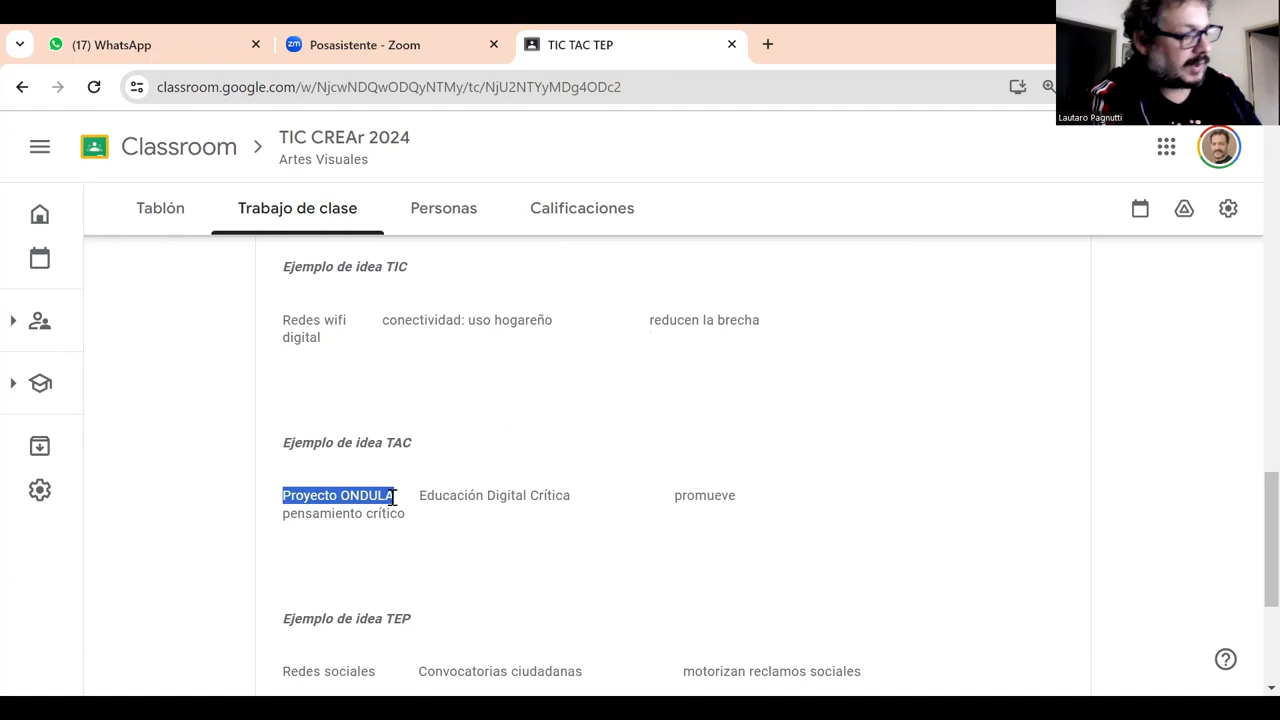 (17) WhatsApp
zm Posasistente - Zoom
TIC TAC TEP
classroom.google.com/w/NjcwNDQwODQyNTMy/tc/NjU2NTYyMDg4ODc2
Lautaro Pagnutti
Classroom
TIC CREAr 2024
Artes Visuales
Tablón
Trabajo de clase
Personas
Calificaciones
Ejemplo de idea TIC
Redes wifi conectividad: uso hogareño reducen la brecha
digital
Ejemplo de idea TAC
Proyecto ONDULA Educación Digital Crítica promueve
pensamiento crítico
Ejemplo de idea TEP
Redes sociales Convocatorias ciudadanas motorizan reclamos sociales